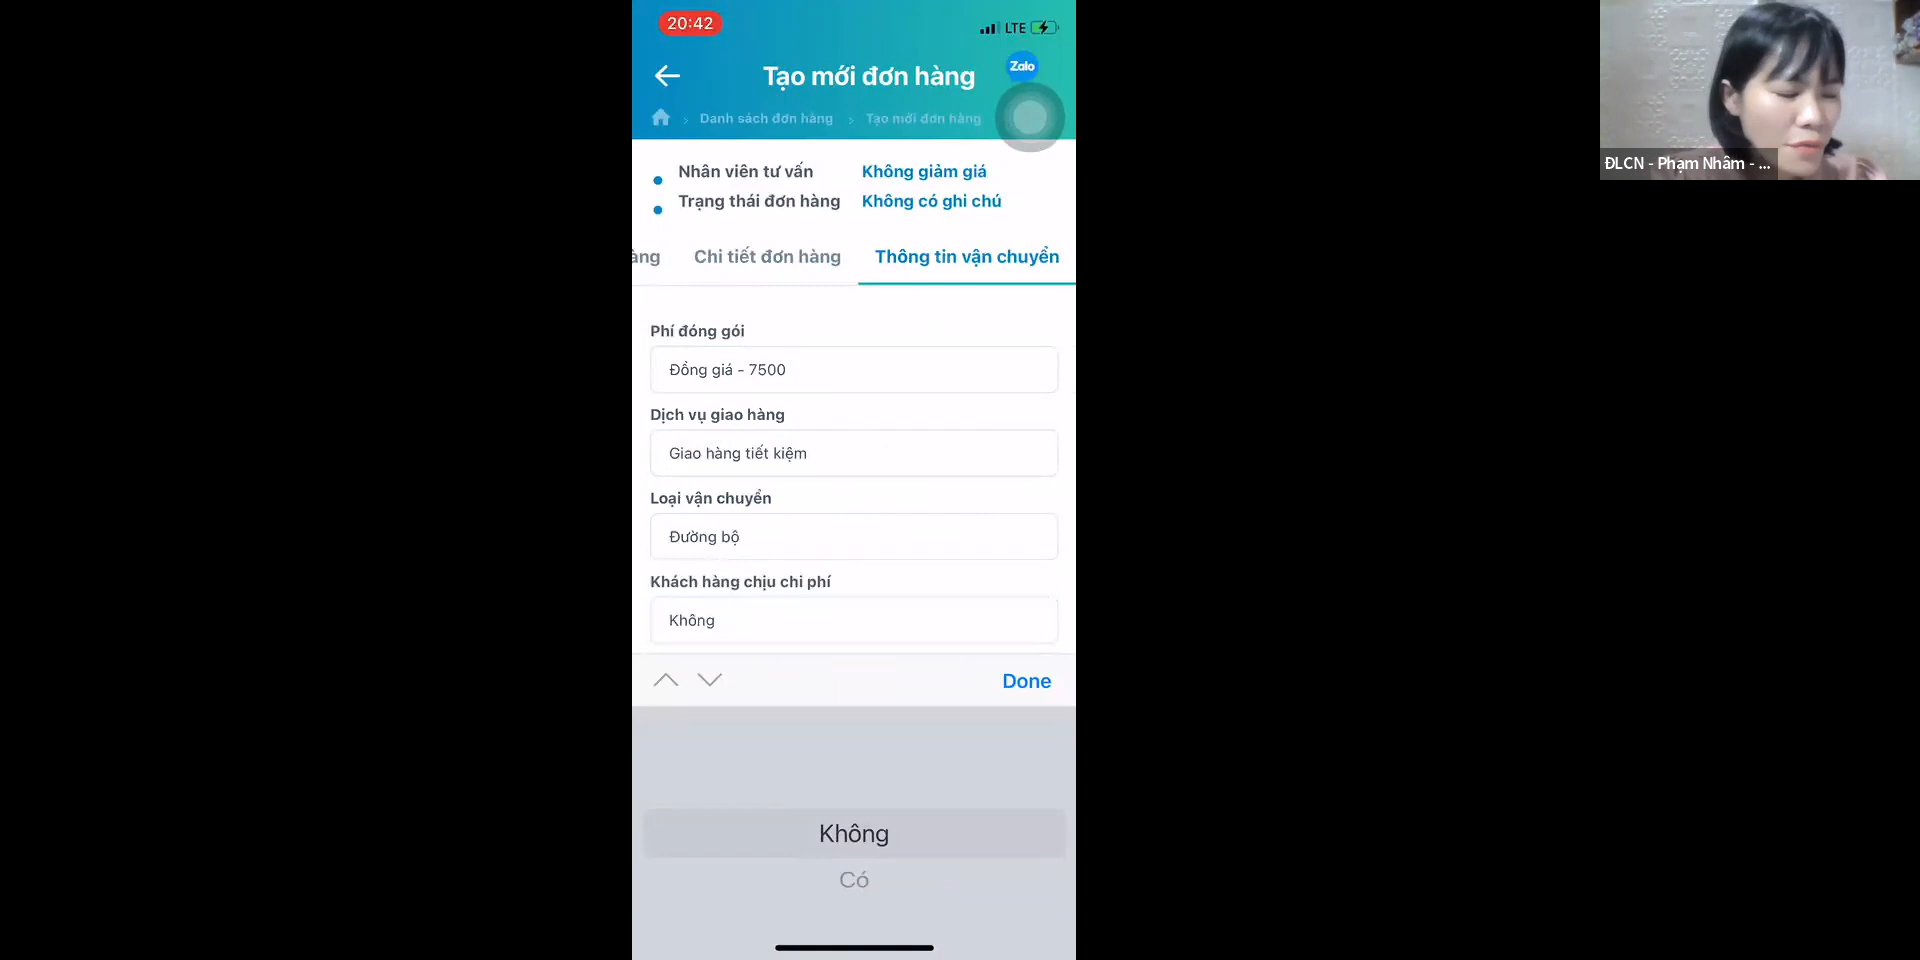 20:42
LTE
Tạo mới đơn hàng
Zalo
Danh sách đơn hàng > Tạo mới đơn hàng
Nhân viên tư vấn Không giảm giá
Trạng thái đơn hàng Không có ghi chú
àng Chi tiết đơn hàng Thông tin vận chuyển
Phí đóng gói
Đồng giá - 7500
Dịch vụ giao hàng
Giao hàng tiết kiệm
Loại vận chuyển
Đường bộ
Khách hàng chịu chi phí
Không
Done
Không
Có
ĐLCN - Phạm Nhâm - ...